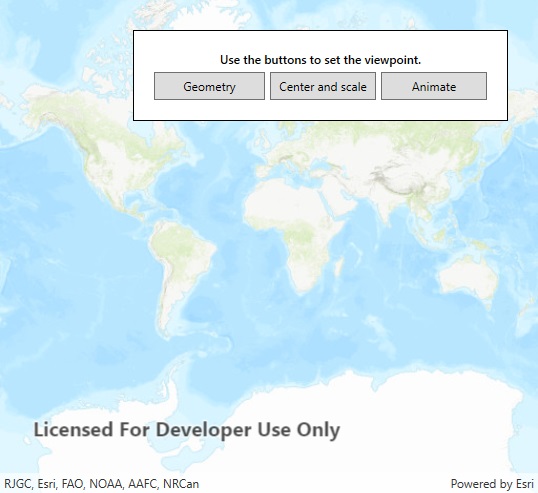 Use the buttons to set the viewpoint.
Geometry
Center and scale
Animate
Licensed For Developer Use Only
RJGC, Esri, FAO, NOAA, AAFC, NRCan
Powered by Esri